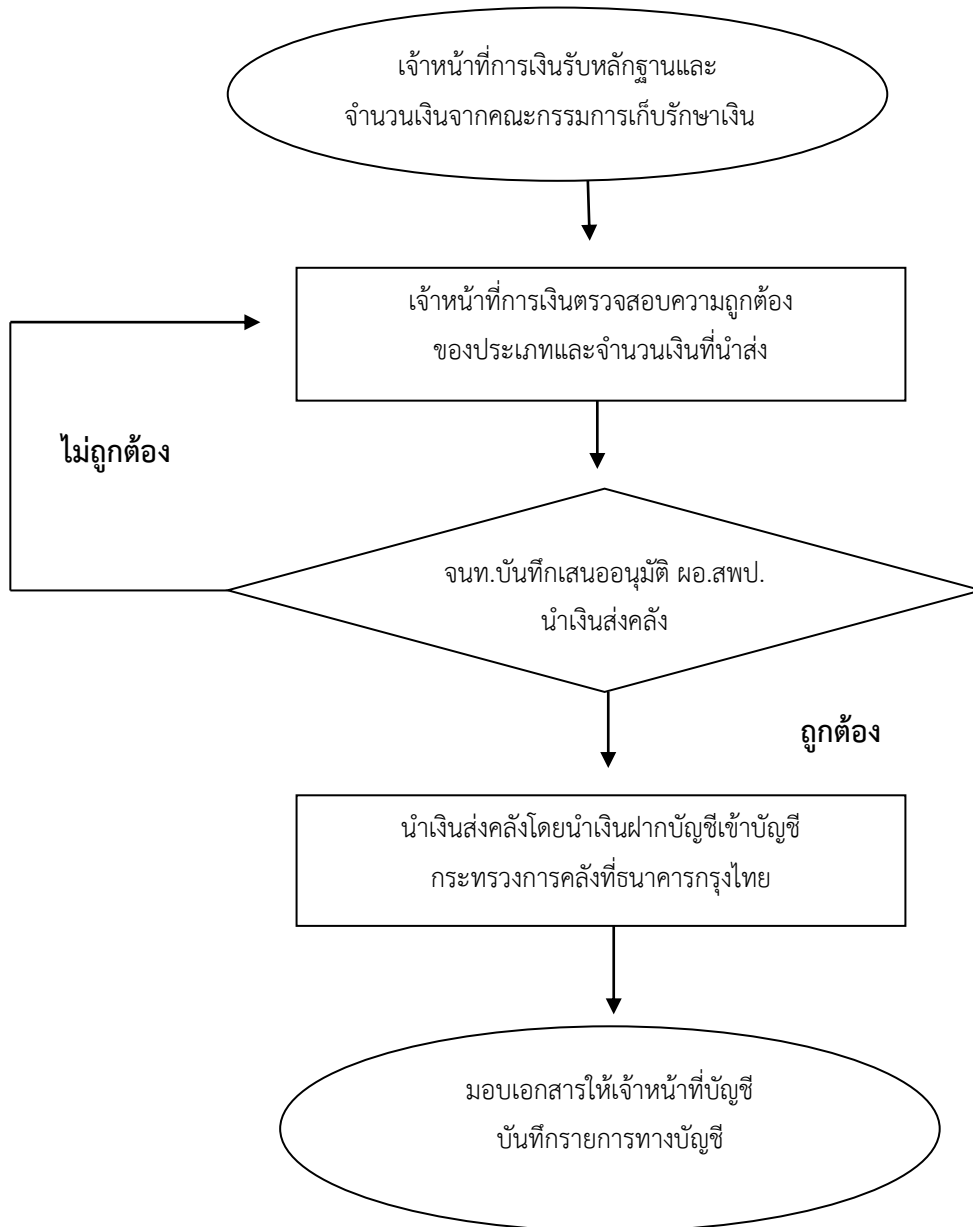 เจ้าหน้าที่การเงินรับหลักฐานและ
จำนวนเงินจากคณะกรรมการเก็บรักษาเงิน
เจ้าหน้าที่การเงินตรวจสอบความถูกต้อง
ของประเภทและจำนวนเงินที่นำส่ง
ไม่ถูกต้อง
จนท.บันทึกเสนออนุมัติ ผอ.สพป.
นำเงินส่งคลัง
ถูกต้อง
นำเงินส่งคลังโดยนำเงินฝากบัญชีเข้าบัญชี
กระทรวงการคลังที่ธนาคารกรุงไทย
มอบเอกสารให้เจ้าหน้าที่บัญชี
บันทึกรายการทางบัญชี